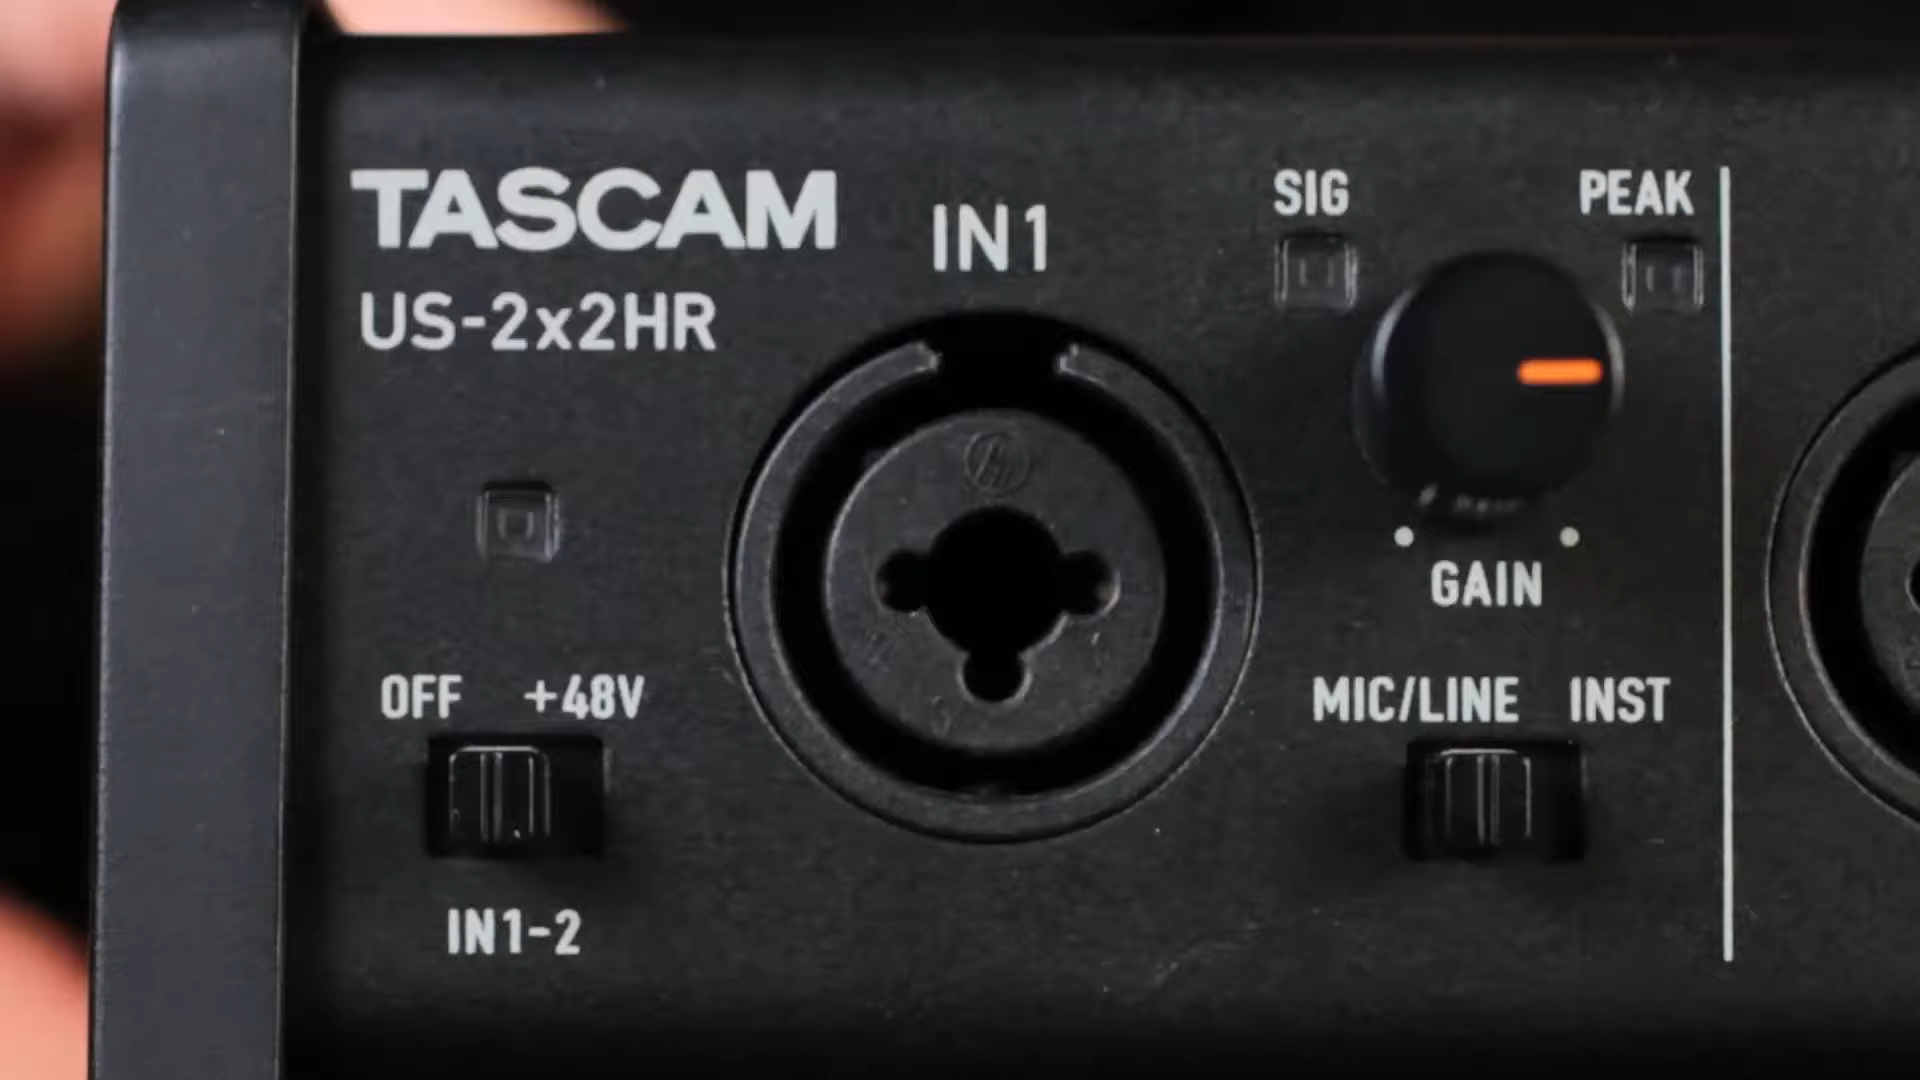 TASCAM
US-2x2HR
IN1
SIG
PEAK
GAIN
OFF +48V
IN1-2
MIC/LINE INST